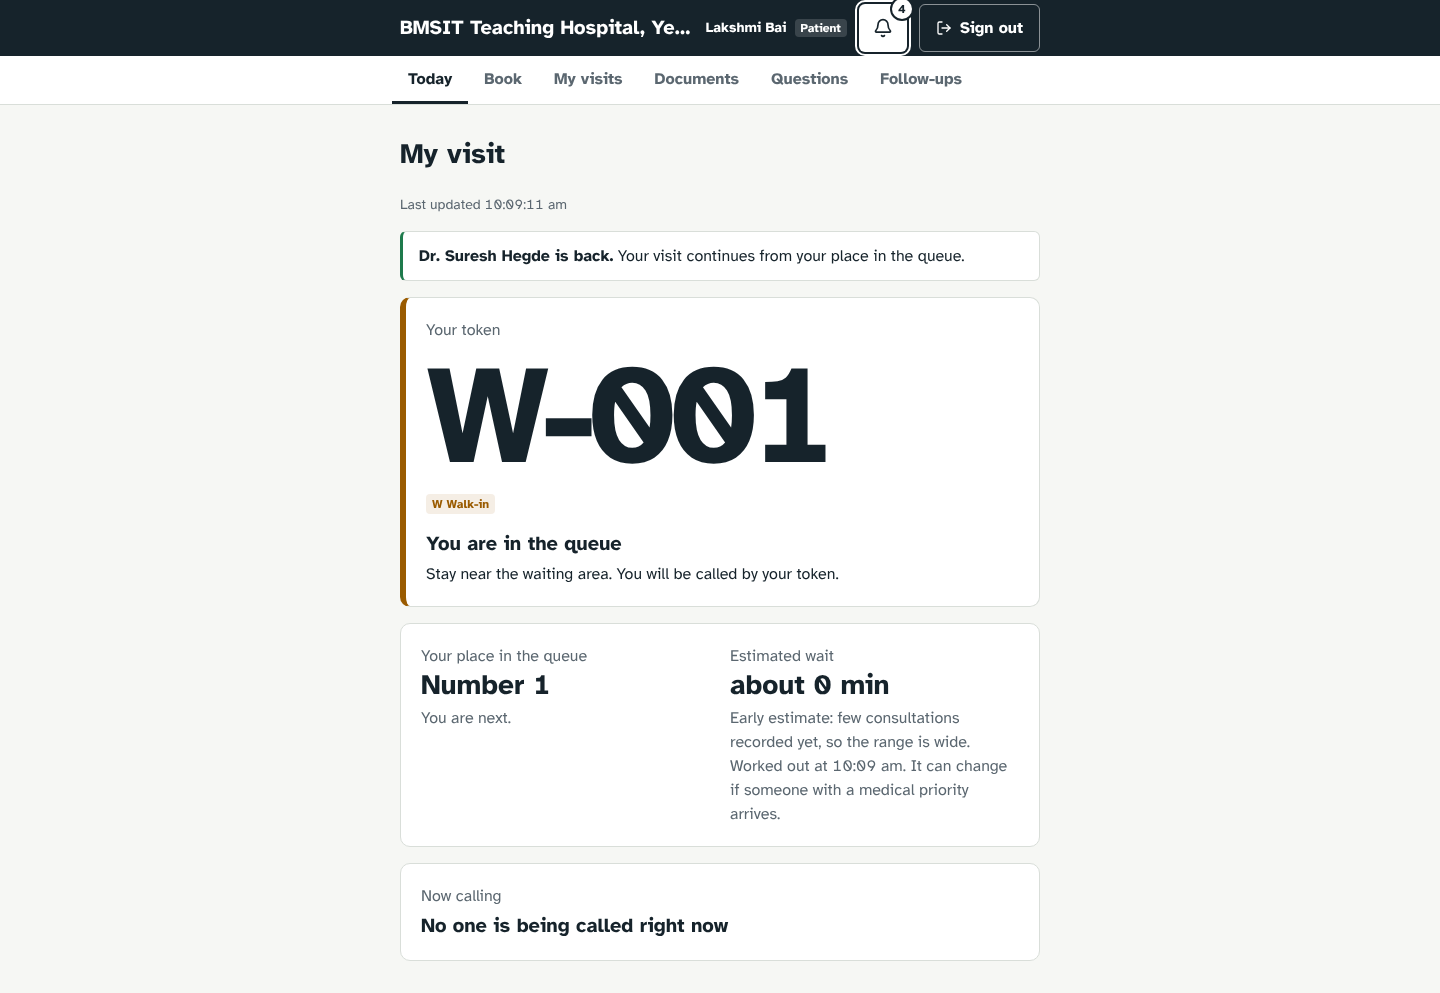 BMSIT Teaching Hospital, Ye...
Lakshmi Bai
Patient
4
Sign out
Today
Book
My visits
Documents
Questions
Follow-ups
My visit
Last updated 10:09:11 am
Dr. Suresh Hegde is back. Your visit continues from your place in the queue.
Your token
W-001
W Walk-in
You are in the queue
Stay near the waiting area. You will be called by your token.
Your place in the queue
Number 1
You are next.
Estimated wait
about 0 min
Early estimate: few consultations
recorded yet, so the range is wide.
Worked out at 10:09 am. It can change
if someone with a medical priority
arrives.
Now calling
No one is being called right now